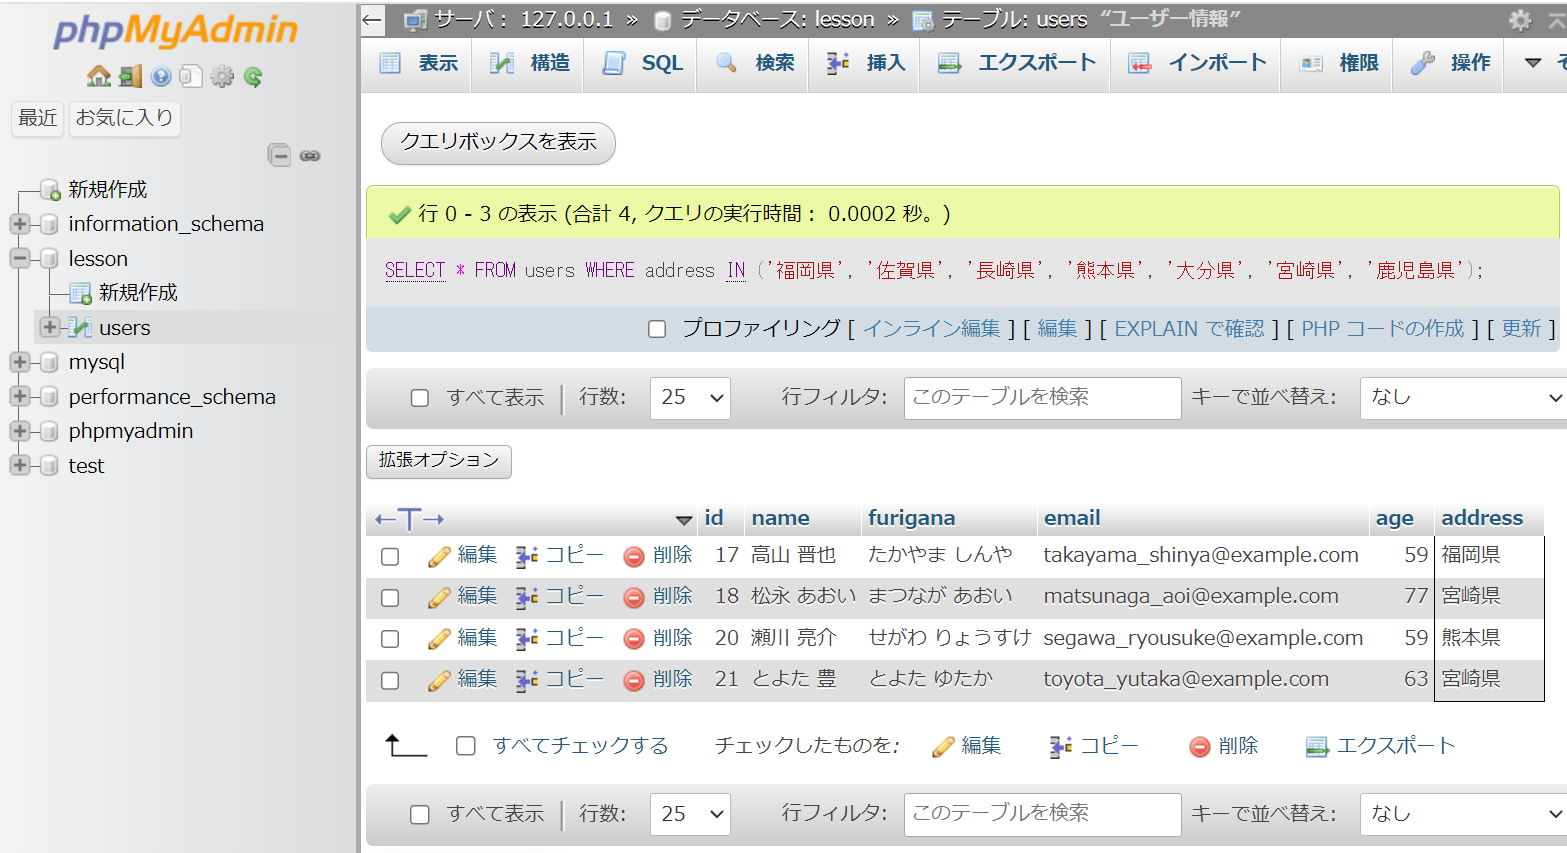 phpMyAdmin
最近 お気に入り
新規作成
information_schema
lesson
新規作成
users
mysql
performance_schema
phpmyadmin
test
サーバ： 127.0.0.1 » データベース: lesson » テーブル: users “ユーザー情報”
表示 構造 SQL 検索 挿入 エクスポート インポート 権限 操作
クエリボックスを表示
行 0 - 3 の表示 (合計 4, クエリの実行時間： 0.0002 秒。)
SELECT * FROM users WHERE address IN ('福岡県', '佐賀県', '長崎県', '熊本県', '大分県', '宮崎県', '鹿児島県');
プロファイリング [ インライン編集 ] [ 編集 ] [ EXPLAIN で確認 ] [ PHP コードの作成 ] [ 更新 ]
すべて表示 行数: 25 行フィルタ: このテーブルを検索 キーで並べ替え: なし
拡張オプション
id name furigana email age address
編集 コピー 削除 17 高山 晋也 たかやま しんや takayama_shinya@example.com 59 福岡県
編集 コピー 削除 18 松永 あおい まつなが あおい matsunaga_aoi@example.com 77 宮崎県
編集 コピー 削除 20 瀬川 亮介 せがわ りょうすけ segawa_ryousuke@example.com 59 熊本県
編集 コピー 削除 21 とよた 豊 とよた ゆたか toyota_yutaka@example.com 63 宮崎県
すべてチェックする チェックしたものを: 編集 コピー 削除 エクスポート
すべて表示 行数: 25 行フィルタ: このテーブルを検索 キーで並べ替え: なし